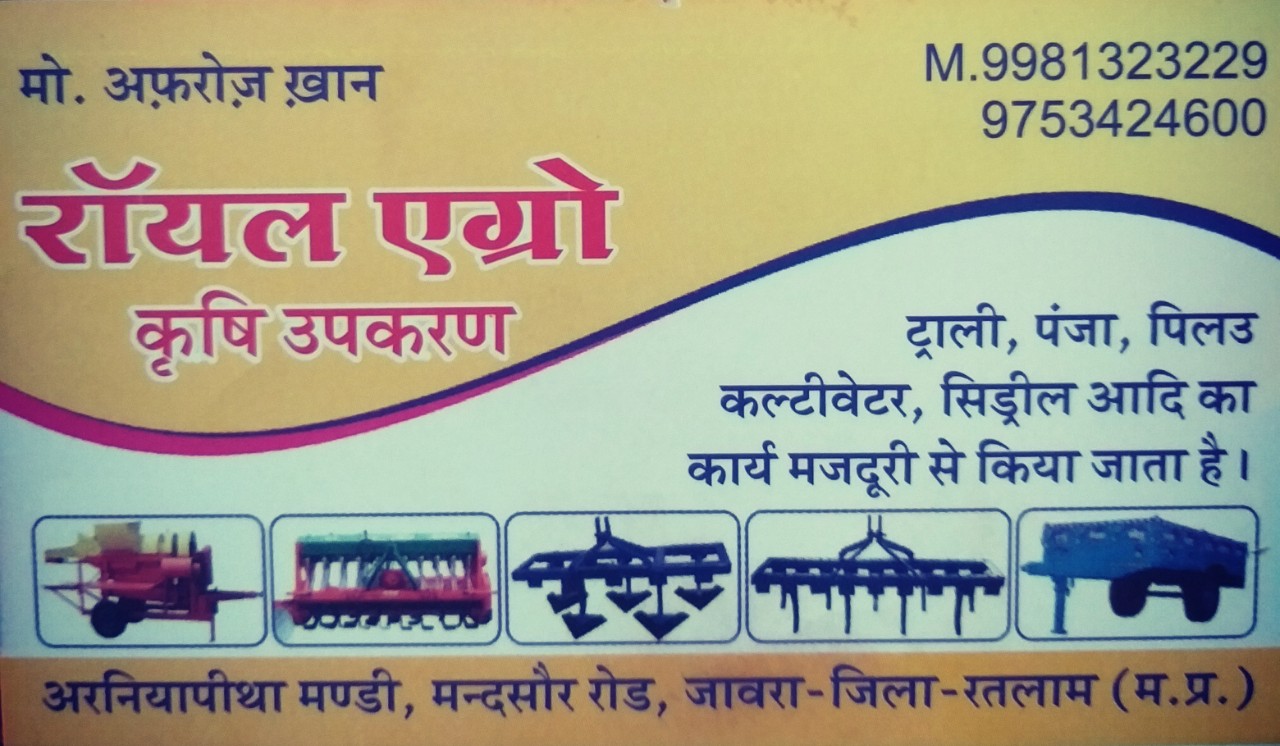 मो. अफ़रोज़ ख़ान
M.9981323229
9753424600
रॉयल एग्रो
कृषि उपकरण
ट्राली, पंजा, पिलउ
कल्टीवेटर, सिड्रील आदि का
कार्य मजदूरी से किया जाता है।
अरनियापीथा मण्डी, मन्दसौर रोड, जावरा-जिला-रतलाम (म.प्र.)